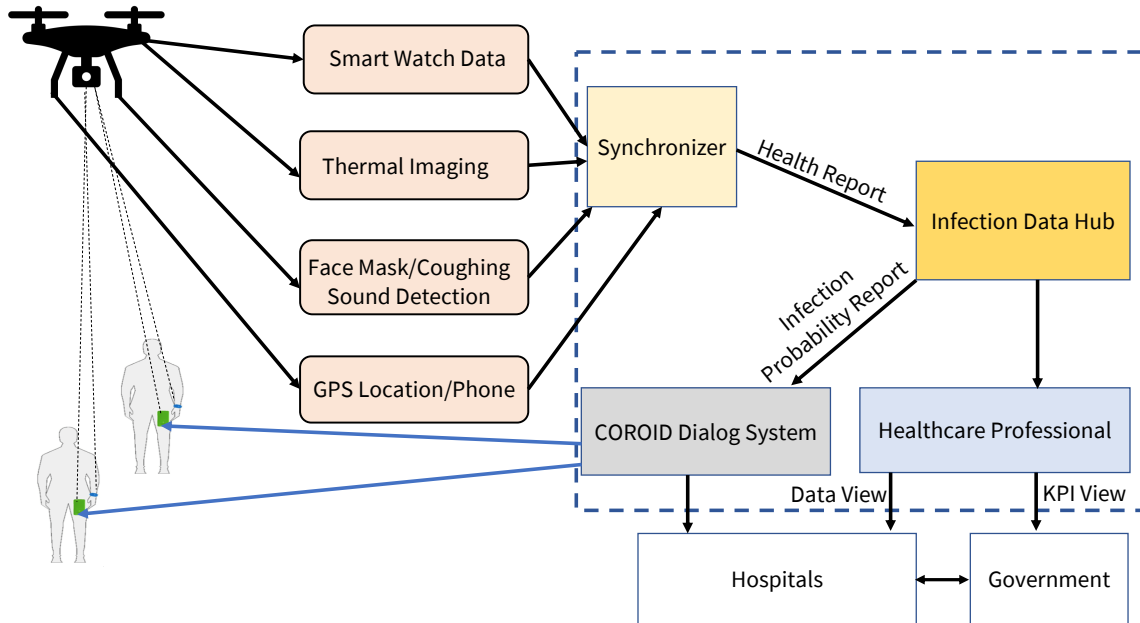 Smart Watch Data
Thermal Imaging
Face Mask/Coughing
Sound Detection
GPS Location/Phone
Synchronizer
Health Report
Infection Data Hub
Infection
Probability Report
COROID Dialog System
Healthcare Professional
Data View
KPI View
Hospitals
Government